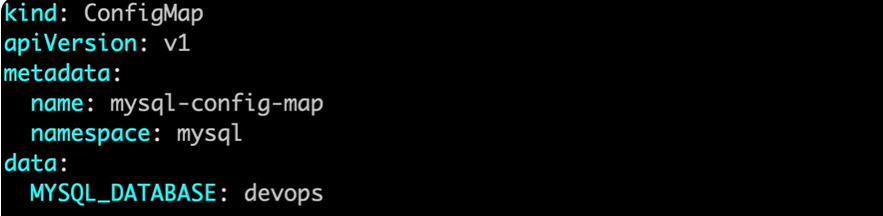 kind: ConfigMap
apiVersion: v1
metadata:
  name: mysql-config-map
  namespace: mysql
data:
  MYSQL_DATABASE: devops